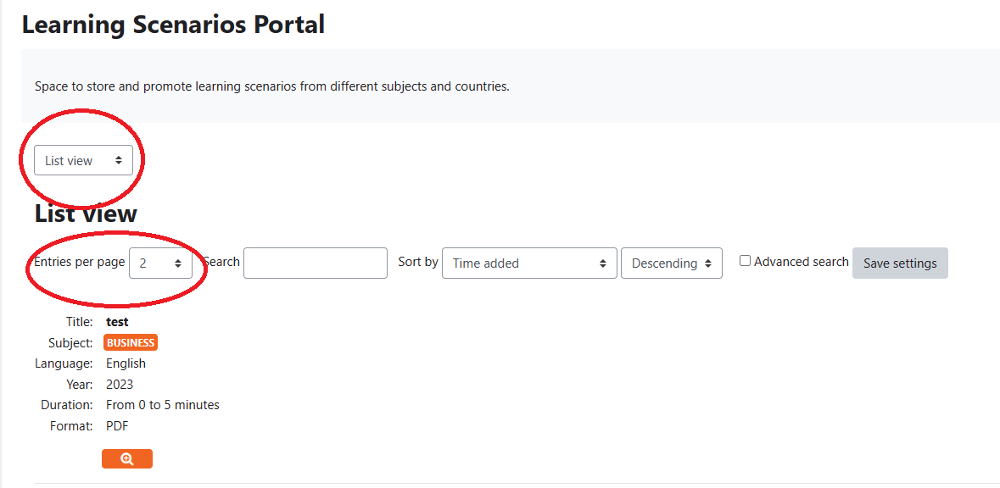 Learning Scenarios Portal
Space to store and promote learning scenarios from different subjects and countries.
List view
List view
Entries per page 2 Search Sort by Time added Descending Advanced search Save settings
Title: test
Subject: BUSINESS
Language: English
Year: 2023
Duration: From 0 to 5 minutes
Format: PDF